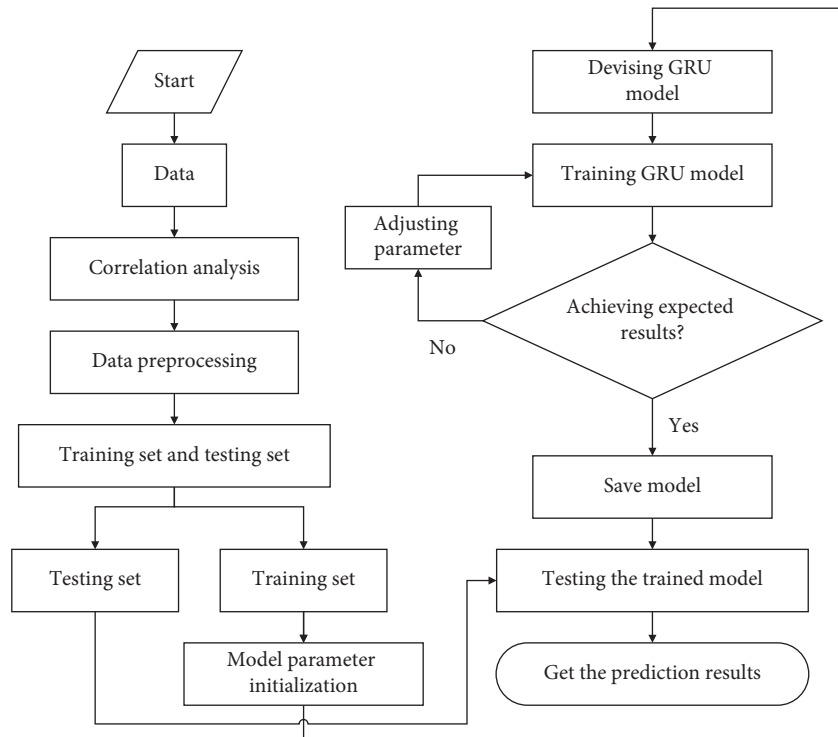 Start
Data
Correlation analysis
Data preprocessing
Training set and testing set
Testing set
Training set
Model parameter
initialization
Devising GRU
model
Training GRU model
Adjusting
parameter
Achieving expected
results?
No
Yes
Save model
Testing the trained model
Get the prediction results